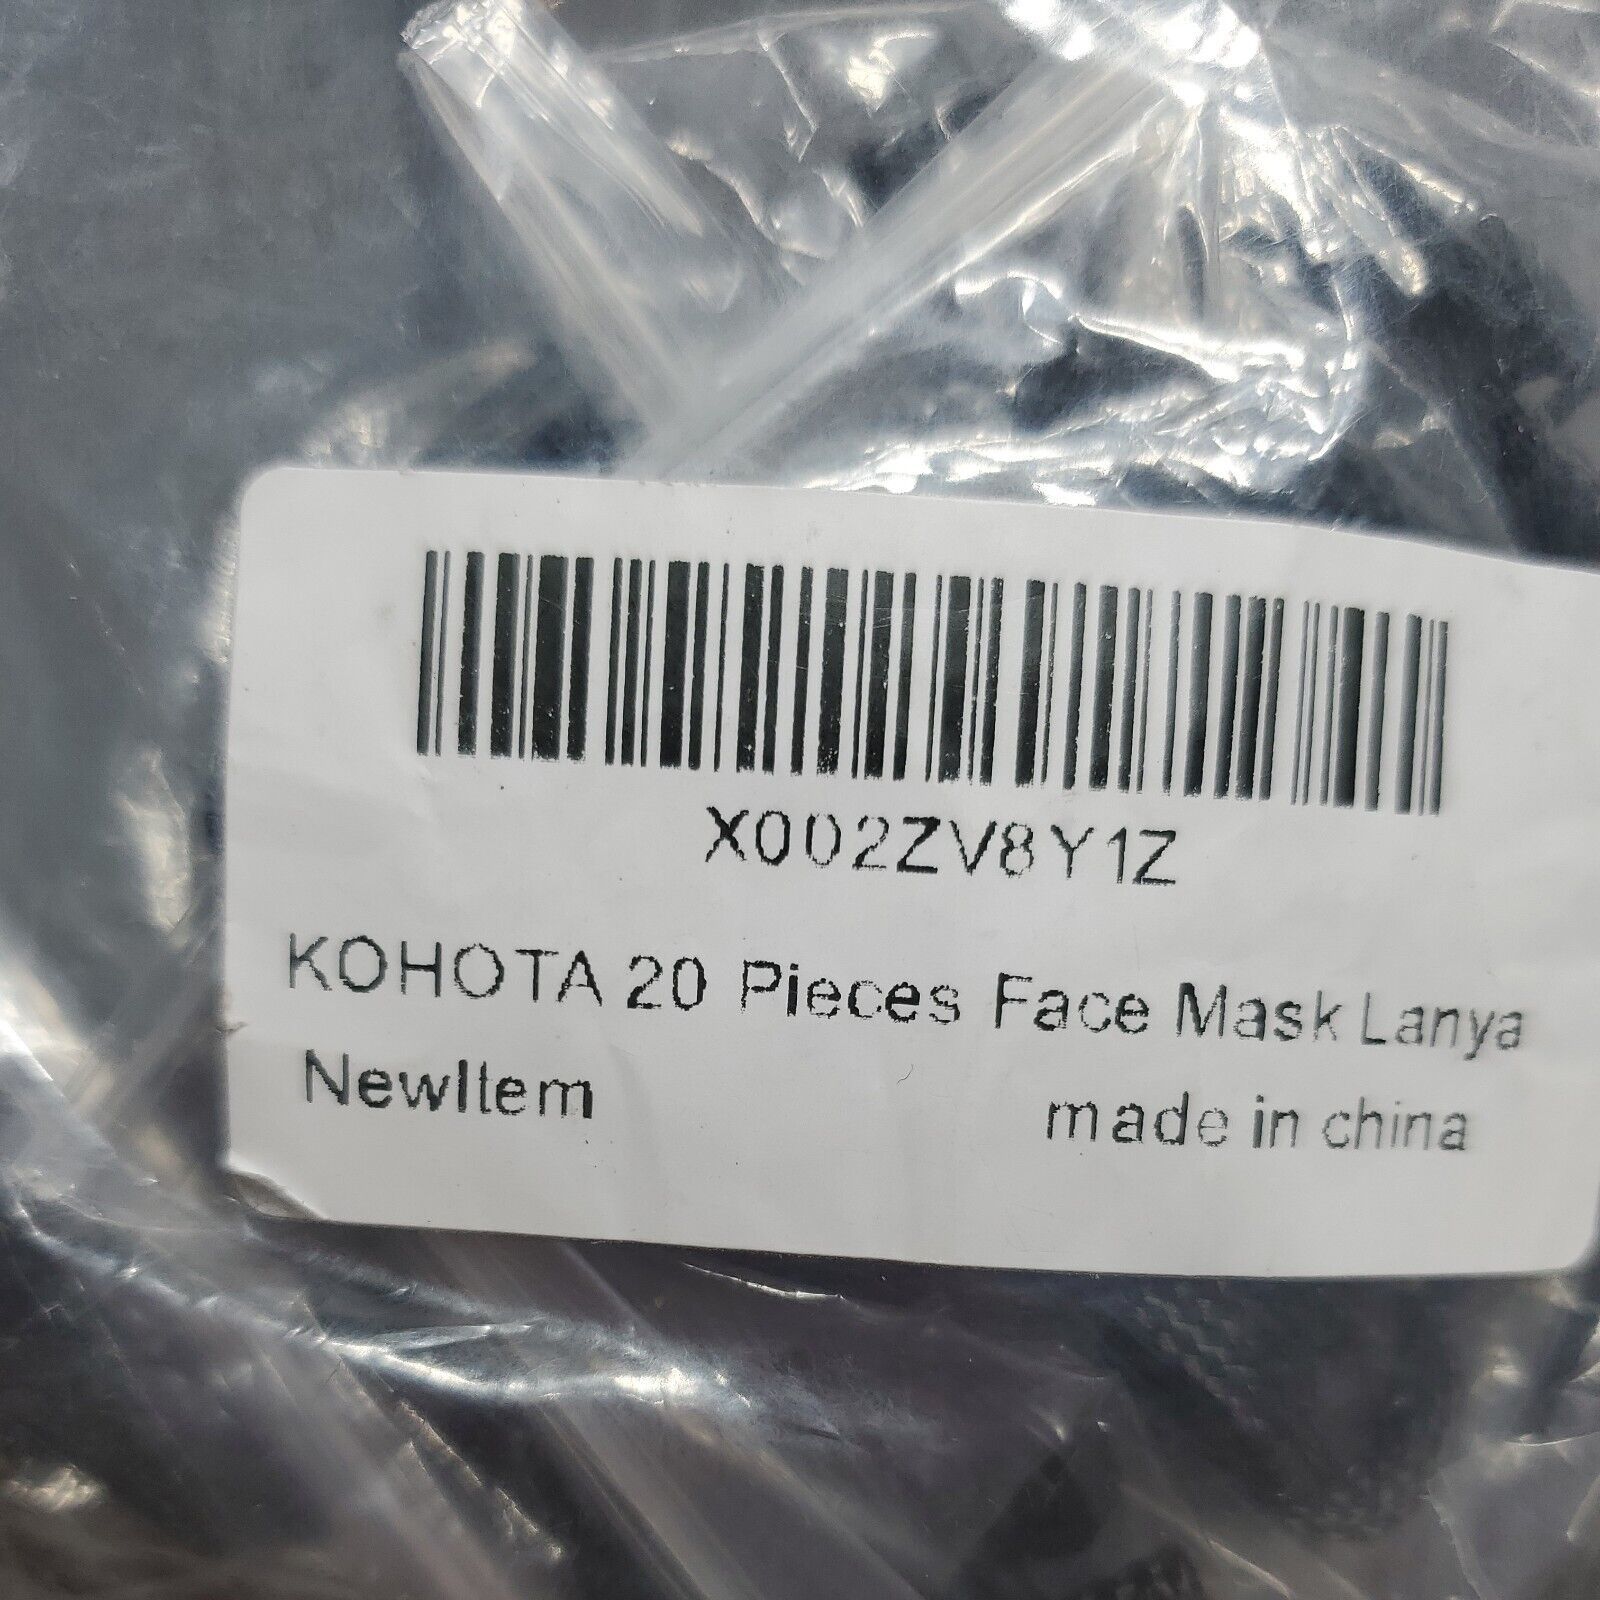 X002ZV8Y1Z
KOHOTA 20 Pieces Face Mask Lanya
NewItem made in china